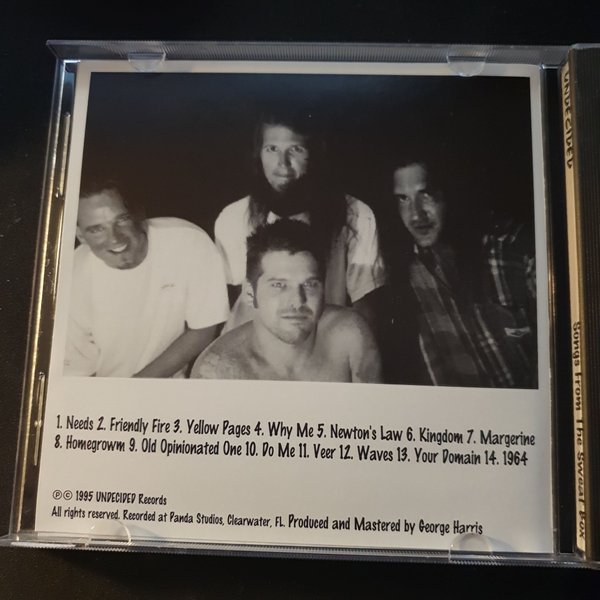 1. Needs 2. Friendly Fire 3. Yellow Pages 4. Why Me 5. Newton's Law 6. Kingdom 7. Margerine
8. Homegrowm 9. Old Opinionated One 10. Do Me 11. Veer 12. Waves 13. Your Domain 14. 1964
℗ © 1995 UNDECIDED Records
All rights reserved. Recorded at Panda Studios, Clearwater, FL. Produced and Mastered by George Harris
UNDECIDED
Songs From The Sweat Box